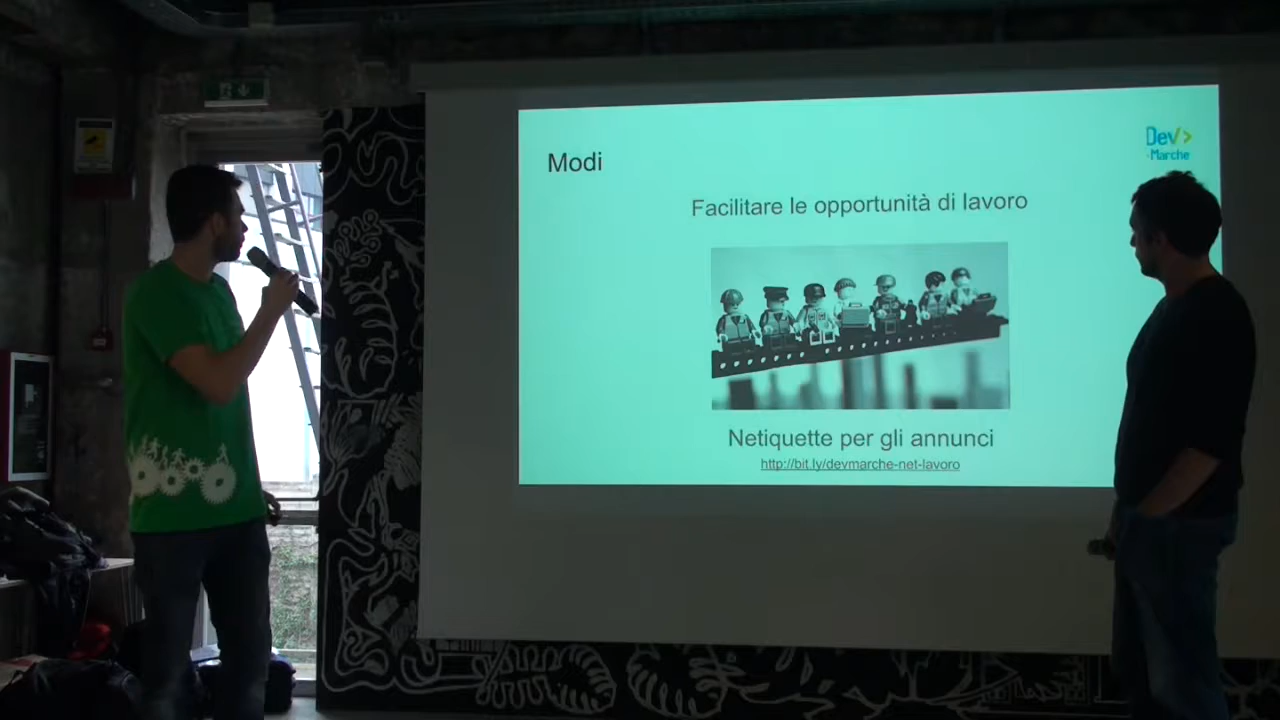 Dev/>
Marche
Modi
Facilitare le opportunità di lavoro
Netiquette per gli annunci
http://bit.ly/devmarche-net-lavoro